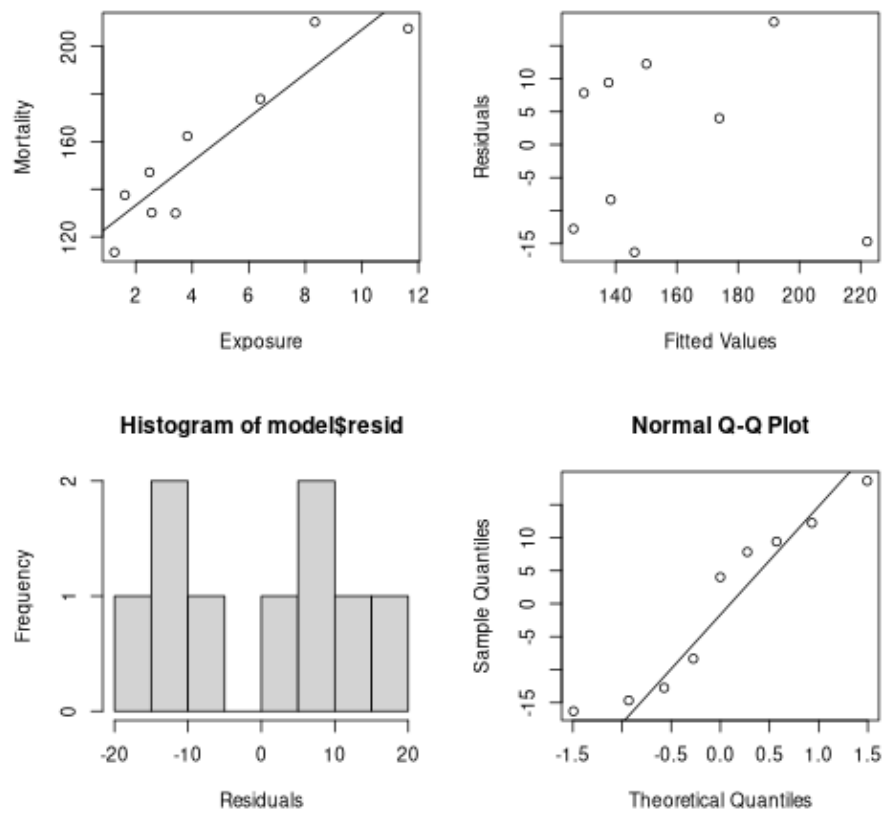 Mortality
200
160
120
2 4 6 8 10 12
Exposure
Residuals
10
5
0
-5
-15
140 160 180 200 220
Fitted Values
Histogram of model$resid
Frequency
2
1
0
-20 -10 0 10 20
Residuals
Normal Q-Q Plot
Sample Quantiles
10
5
0
-5
-15
-1.5 -0.5 0.0 0.5 1.0 1.5
Theoretical Quantiles